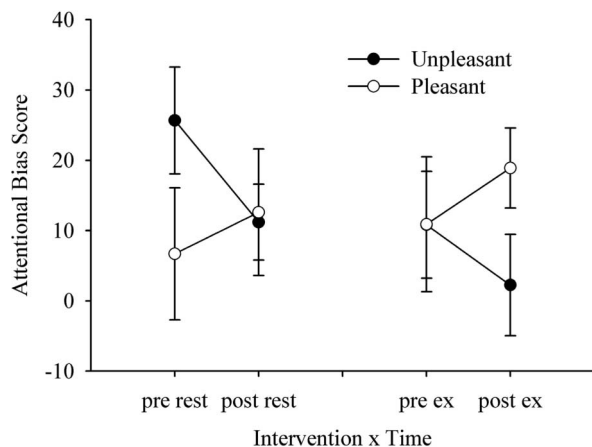 40
Unpleasant
Pleasant
30
20
10
0
-10
Attentional Bias Score
pre rest post rest pre ex post ex
Intervention x Time